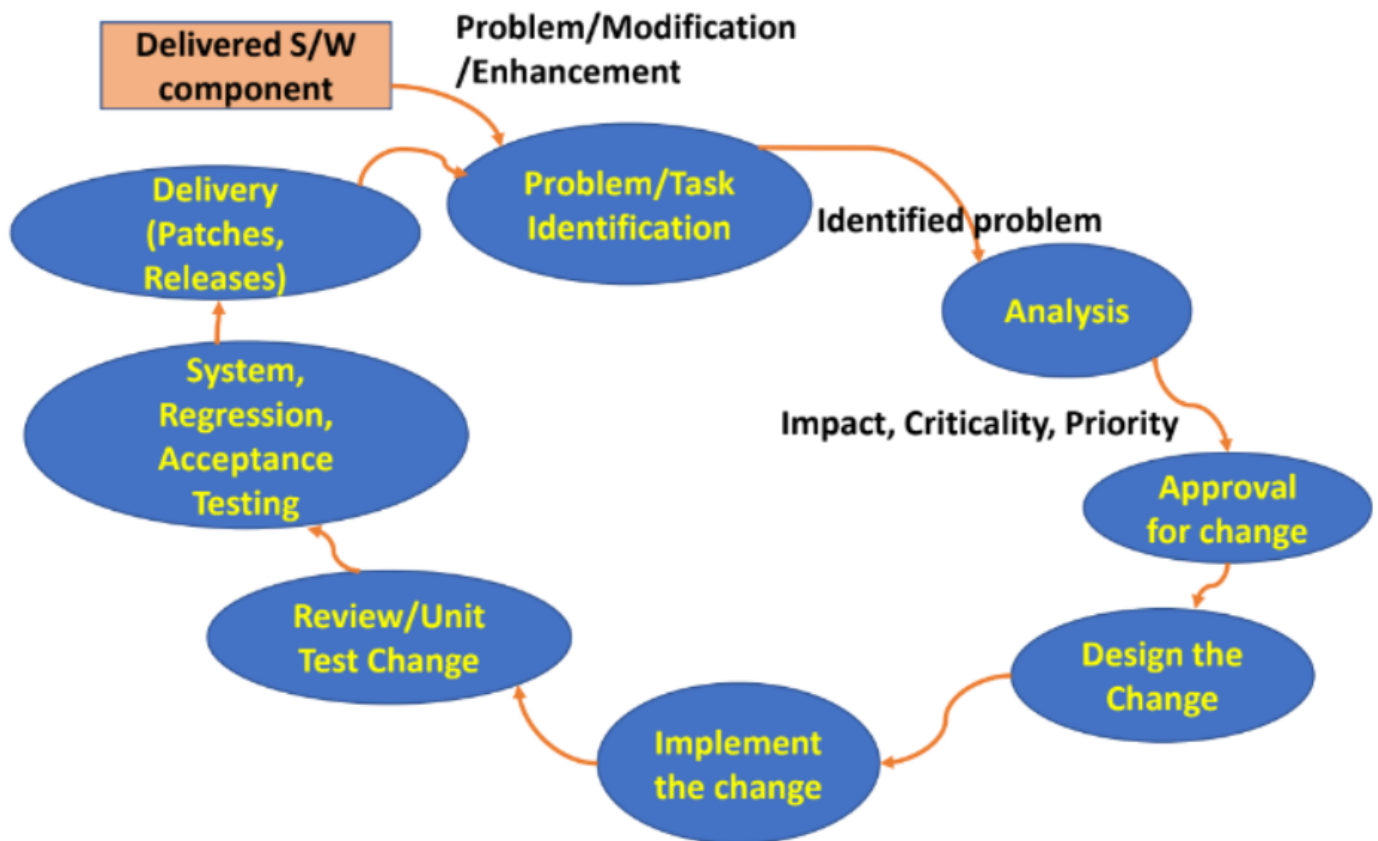 Delivered S/W
component
Problem/Modification
/Enhancement
Problem/Task
Identification
Identified problem
Analysis
Impact, Criticality, Priority
Approval
for change
Design the
Change
Implement
the change
Review/Unit
Test Change
System,
Regression,
Acceptance
Testing
Delivery
(Patches,
Releases)